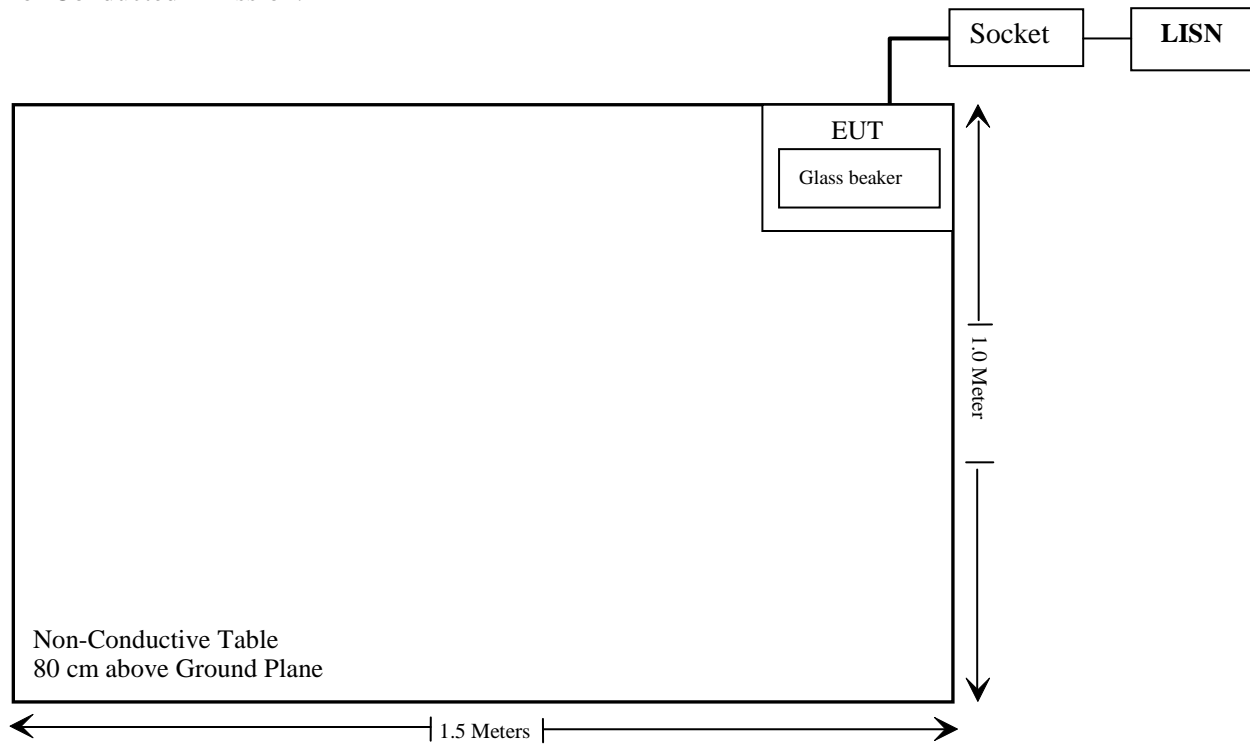 Socket
LISN
EUT
Glass beaker
1.0 Meter
Non-Conductive Table
80 cm above Ground Plane
1.5 Meters